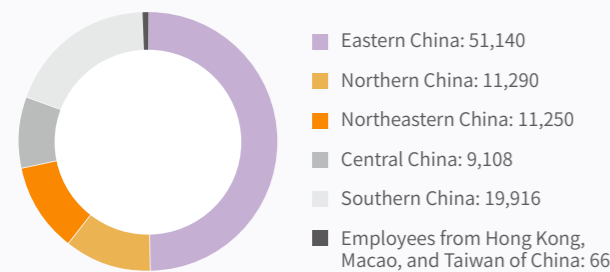 Eastern China: 51,140
Northern China: 11,290
Northeastern China: 11,250
Central China: 9,108
Southern China: 19,916
Employees from Hong Kong,
Macao, and Taiwan of China: 66